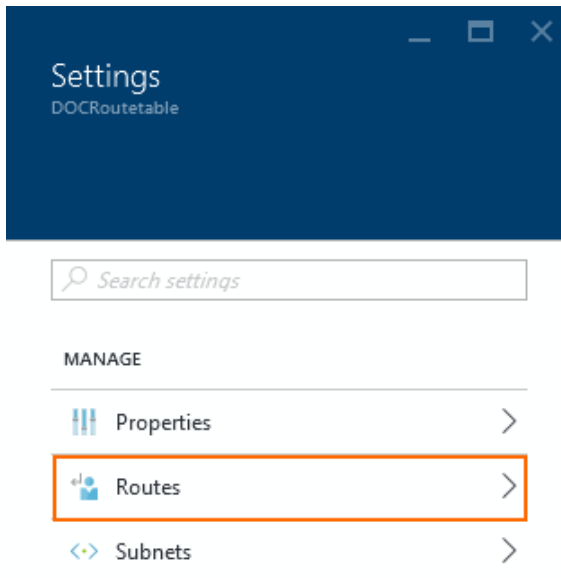 Settings
DOCRoutetable
Search settings
MANAGE
Properties
Routes
Subnets